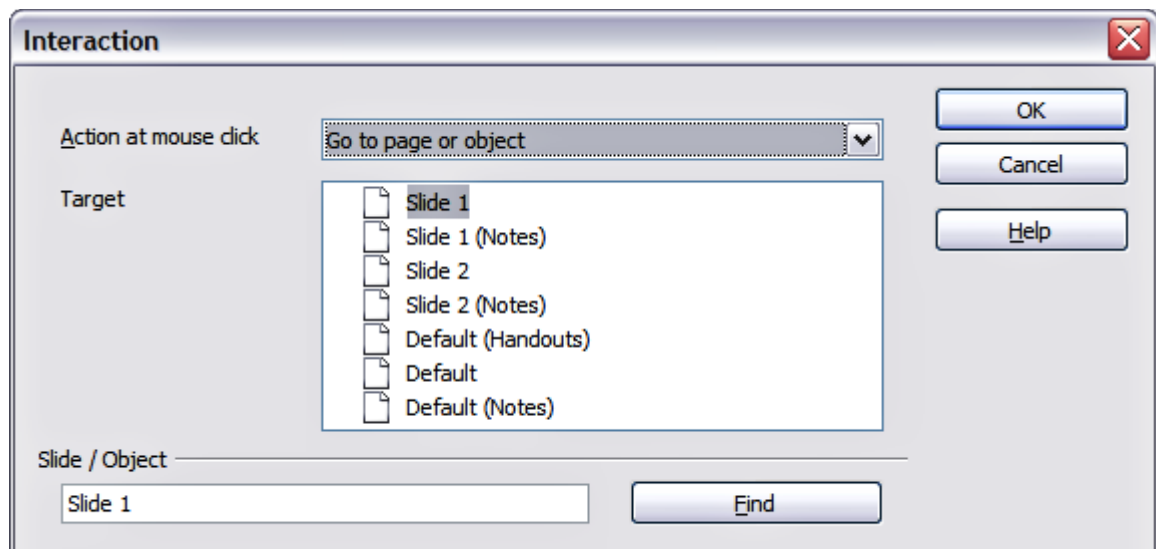 Interaction
Action at mouse click
Go to page or object
OK
Cancel
Help
Target
Slide 1
Slide 1 (Notes)
Slide 2
Slide 2 (Notes)
Default (Handouts)
Default
Default (Notes)
Slide / Object
Slide 1
Find